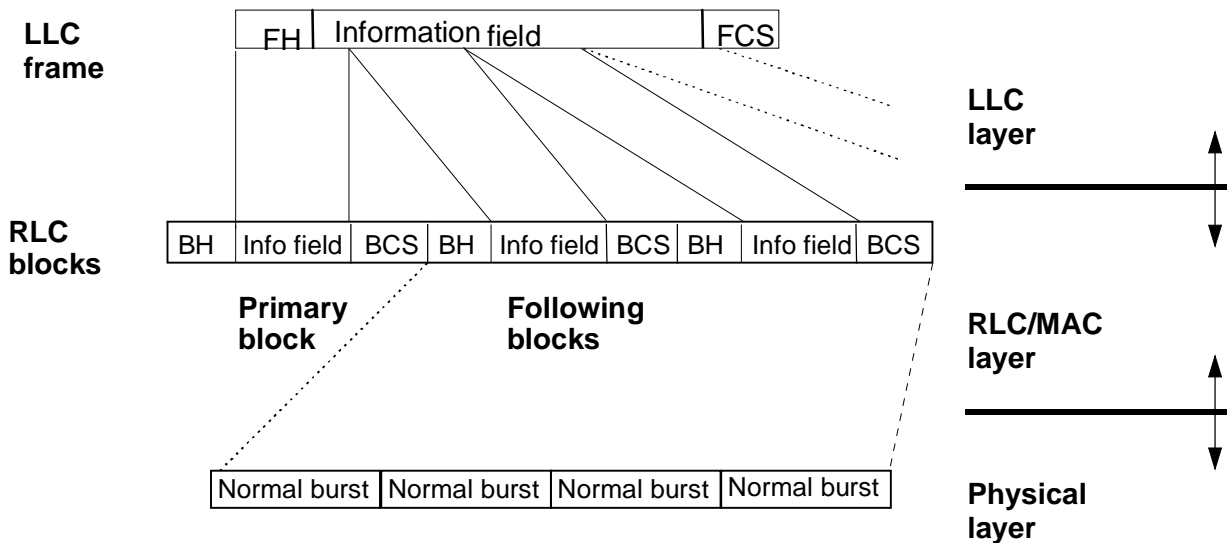 LLC
frame
FH
Information field
FCS
LLC
layer
RLC
blocks
BH
Info field
BCS
BH
Info field
BCS
BH
Info field
BCS
Primary
block
Following
blocks
RLC/MAC
layer
Normal burst
Normal burst
Normal burst
Normal burst
Physical
layer